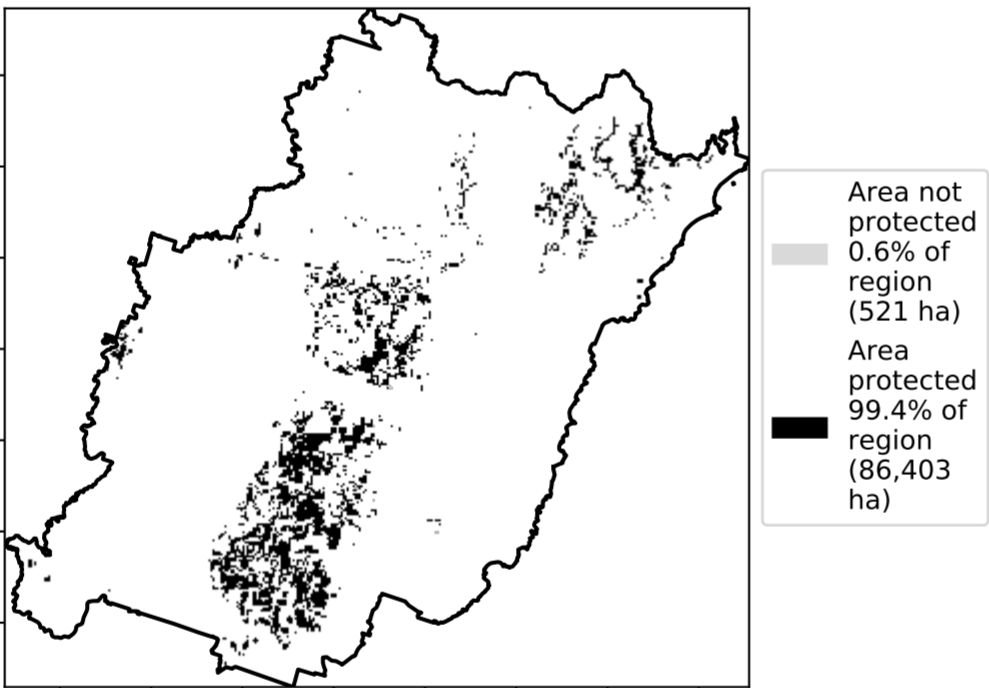 Area not
protected
0.6% of
region
(521 ha)
Area
protected
99.4% of
region
(86,403
ha)